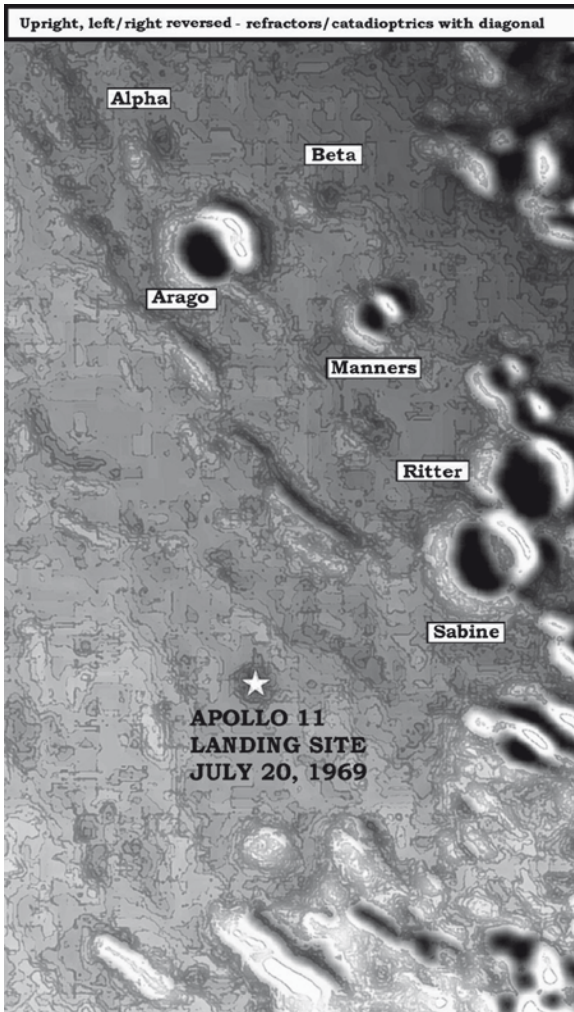 Upright, left/right reversed - refractors/catadioptrics with diagonal
Alpha
Beta
Arago
Manners
Ritter
Sabine
APOLLO 11
LANDING SITE
JULY 20, 1969